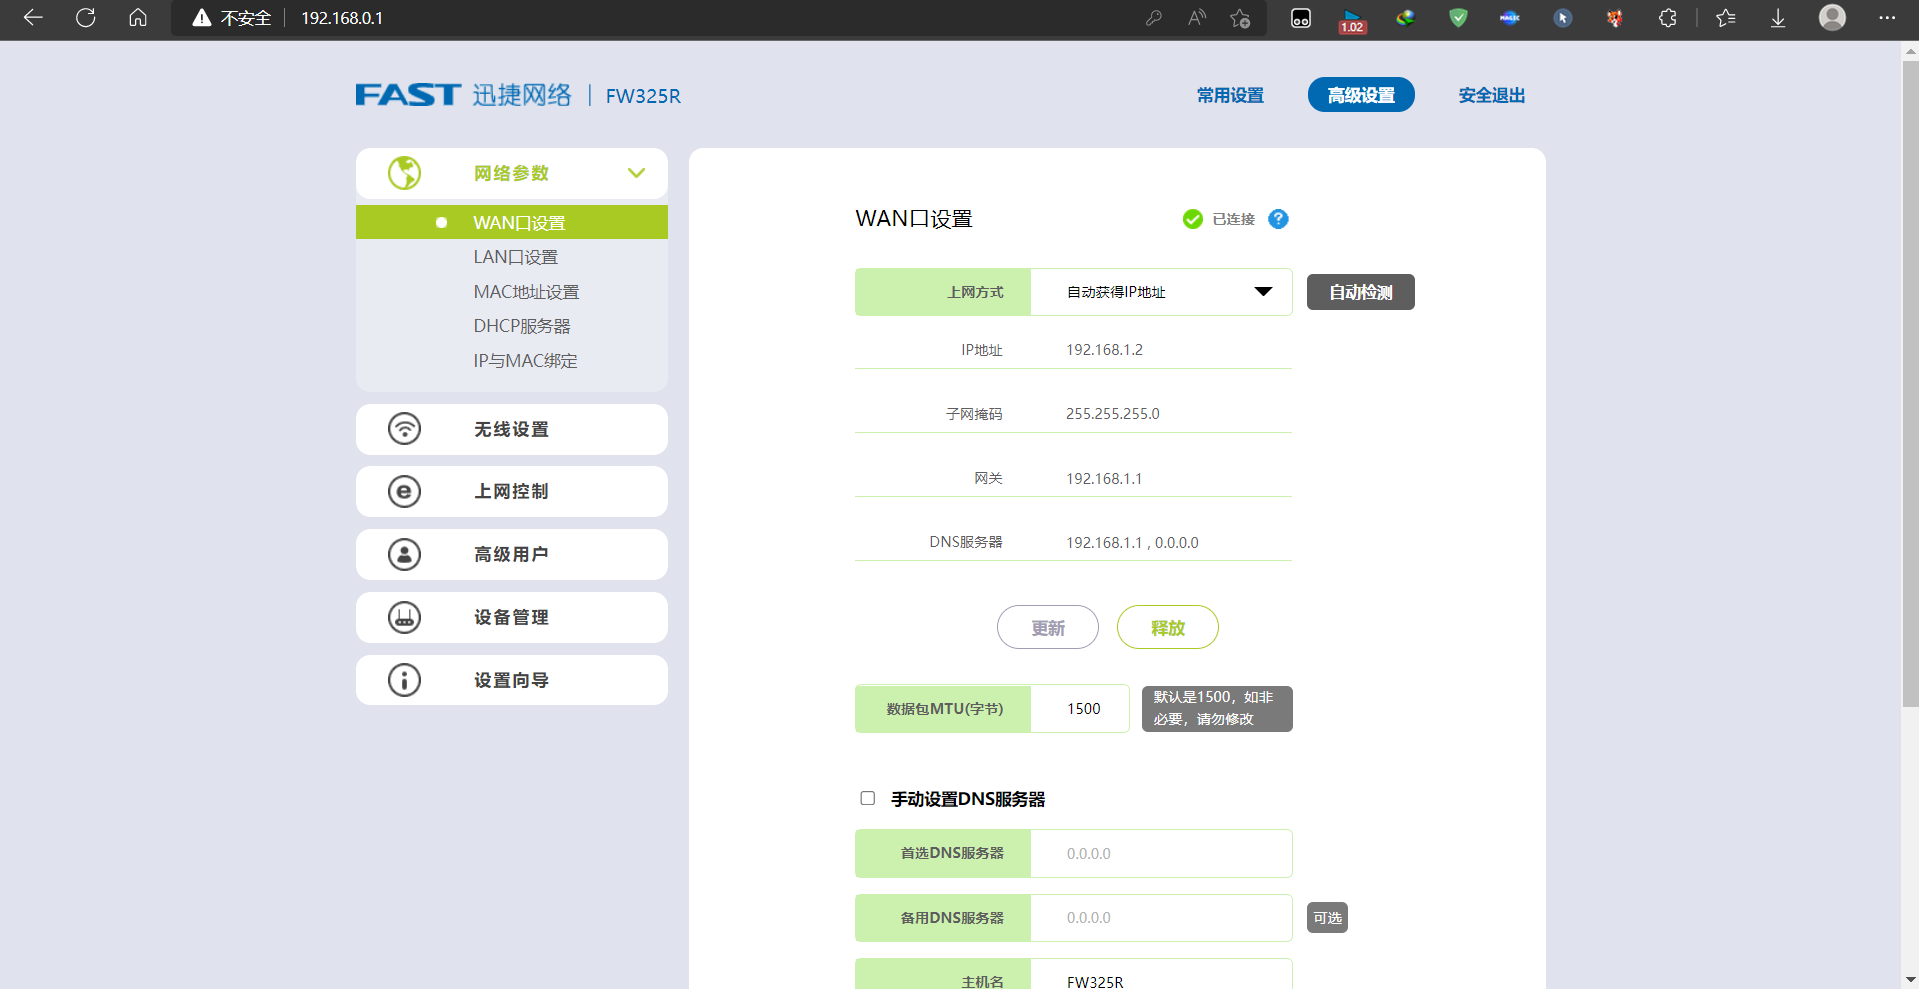 不安全 192.168.0.1
1.02
MAGIC
FAST 迅捷网络 | FW325R
常用设置 高级设置 安全退出
网络参数
WAN口设置
LAN口设置
MAC地址设置
DHCP服务器
IP与MAC绑定
无线设置
上网控制
高级用户
设备管理
设置向导
WAN口设置 已连接
上网方式 自动获得IP地址 自动检测
IP地址 192.168.1.2
子网掩码 255.255.255.0
网关 192.168.1.1
DNS服务器 192.168.1.1 , 0.0.0.0
更新 释放
数据包MTU(字节) 1500
默认是1500，如非
必要，请勿修改
手动设置DNS服务器
首选DNS服务器 0.0.0.0
备用DNS服务器 0.0.0.0 可选
主机名 FW325R